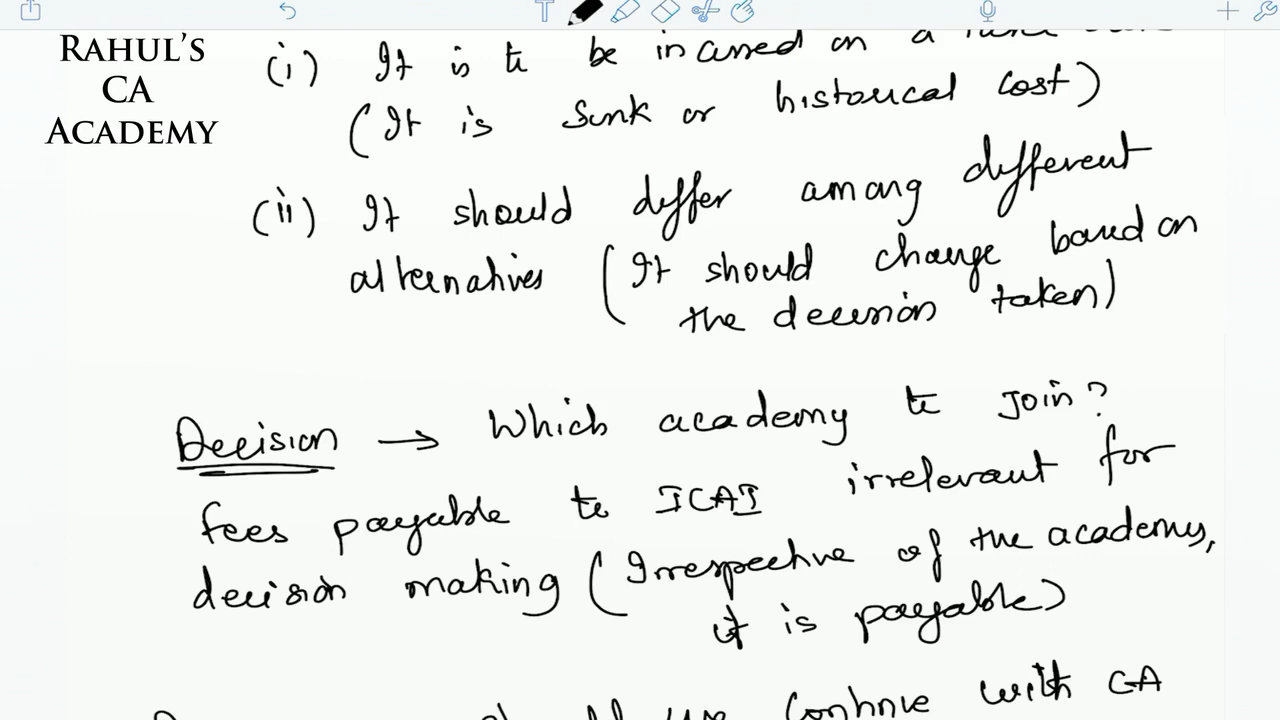 RAHUL'S
CA
ACADEMY
(i) It is to be incurred on a
(It is Sunk or historical cost)
(ii) It should differ among different
alternatives (It should change based on
the decision taken)
Decision → Which academy to join?
fees payable to ICAI irrelevant for
decision making (Irrespective of the academy,
it is payable)
continue with CA